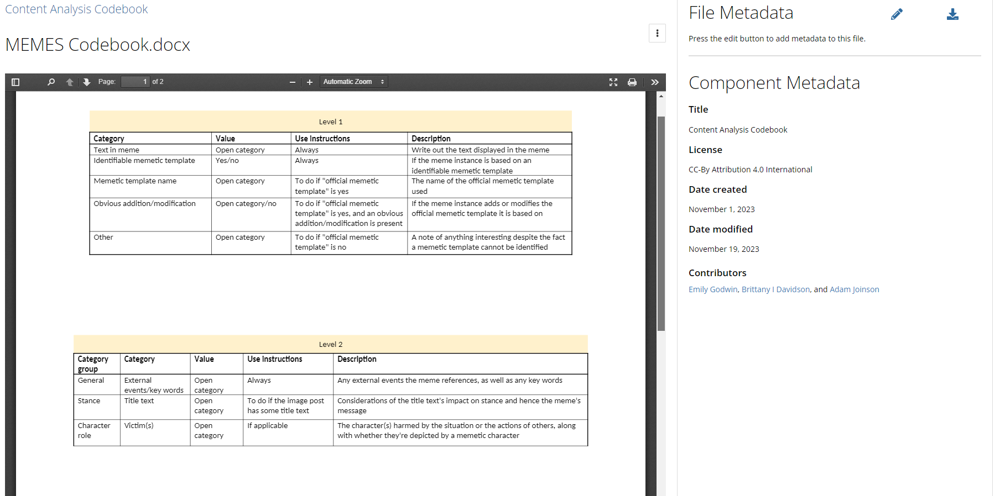 Content Analysis Codebook
MEMES Codebook.docx
Page: 1 of 2
Automatic Zoom
Level 1
Category Value Use Instructions Description
Text in meme Open category Always Write out the text displayed in the meme
Identifiable memetic template Yes/no Always If the meme instance is based on an
identifiable memetic template
Memetic template name Open category To do if "official memetic The name of the official memetic template
template" is yes used
Obvious addition/modification Open category/no To do if "official memetic If the meme instance adds or modifies the
template" is yes, and an obvious official memetic template it is based on
addition/modification is present
Other Open category To do if "official memetic A note of anything interesting despite the fact
template" is no a memetic template cannot be identified
Level 2
Category Category Value Use Instructions Description
group
General External Open Always Any external events the meme references, as well as any key words
events/key words category
Stance Title text Open To do if the image post Considerations of the title text's impact on stance and hence the meme's
category has some title text message
Character Victim(s) Open If applicable The character(s) harmed by the situation or the actions of others, along
role category with whether they're depicted by a memetic character
File Metadata
Press the edit button to add metadata to this file.
Component Metadata
Title
Content Analysis Codebook
License
CC-By Attribution 4.0 International
Date created
November 1, 2023
Date modified
November 19, 2023
Contributors
Emily Godwin, Brittany I Davidson, and Adam Joinson